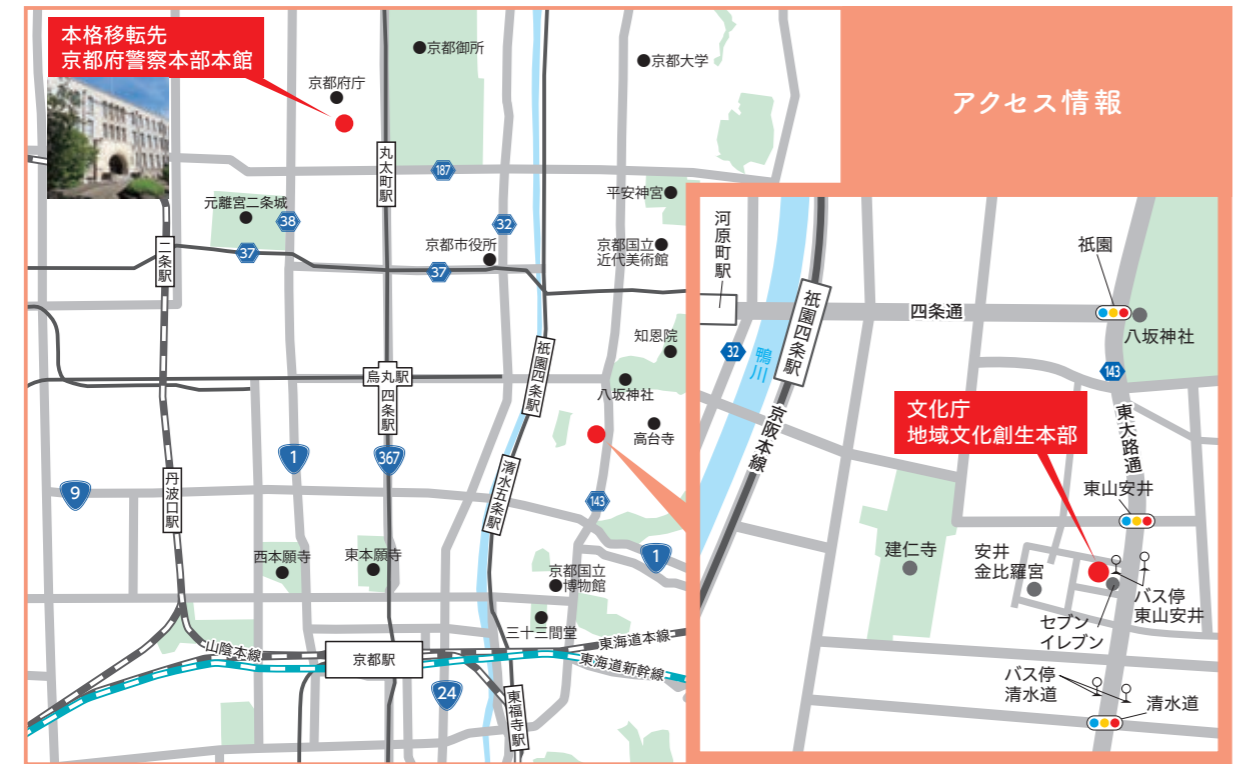 本格移転先
京都府警察本部本館
京都府庁
京都御所
京都大学
アクセス情報
丸太町駅
187
元離宮二条城
38
32
平安神宮
二条駅
37
京都市役所
37
京都国立
近代美術館
知恩院
烏丸駅
四条駅
祇園四条駅
八坂神社
高台寺
1
367
9
丹波口駅
清水五条駅
143
1
西本願寺
東本願寺
京都国立
博物館
三十三間堂
山陰本線
京都駅
東海道本線
東海道新幹線
24
東福寺駅
河原町駅
祇園四条駅
四条通
祇園
八坂神社
32
鴨川
京阪本線
143
東大路通
文化庁
地域文化創生本部
東山安井
建仁寺
安井
金比羅宮
バス停
東山安井
セブン
イレブン
バス停
清水道
清水道